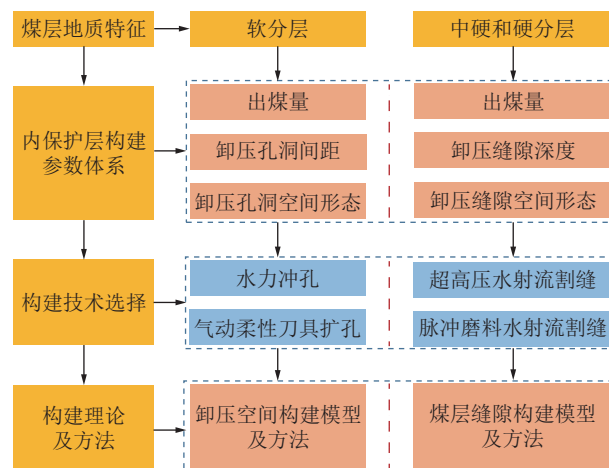 煤层地质特征
软分层
中硬和硬分层
内保护层构建
参数体系
出煤量
卸压孔洞间距
卸压孔洞空间形态
出煤量
卸压缝隙深度
卸压缝隙空间形态
构建技术选择
水力冲孔
气动柔性刀具扩孔
超高压水射流割缝
脉冲磨料水射流割缝
构建理论
及方法
卸压空间构建模型
及方法
煤层缝隙构建模型
及方法